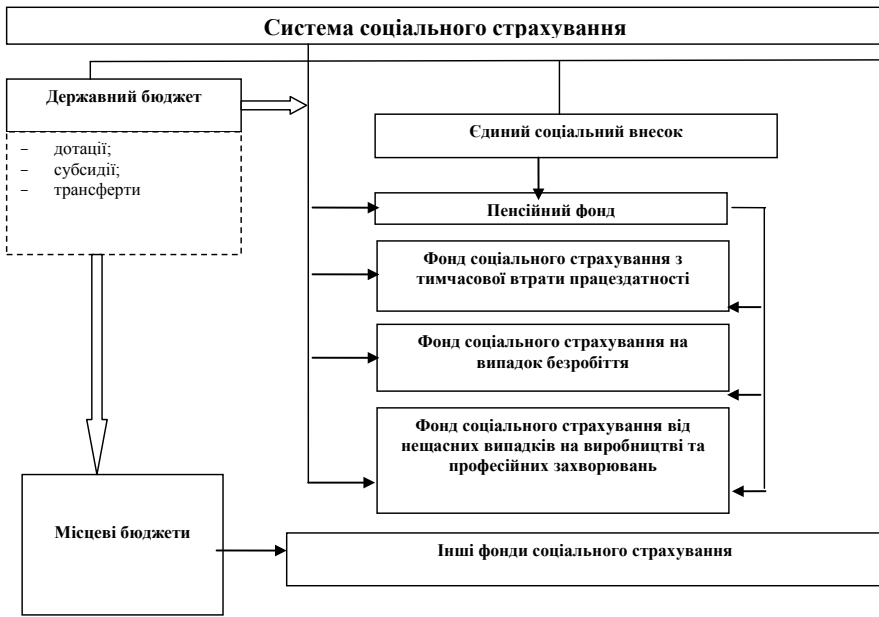 Система соціального страхування
Державний бюджет
− дотації;
− субсидії;
− трансферти
Єдиний соціальний внесок
Пенсійний фонд
Фонд соціального страхування з
тимчасової втрати працездатності
Фонд соціального страхування на
випадок безробіття
Фонд соціального страхування від
нещасних випадків на виробництві та
професійних захворювань
Місцеві бюджети
Інші фонди соціального страхування